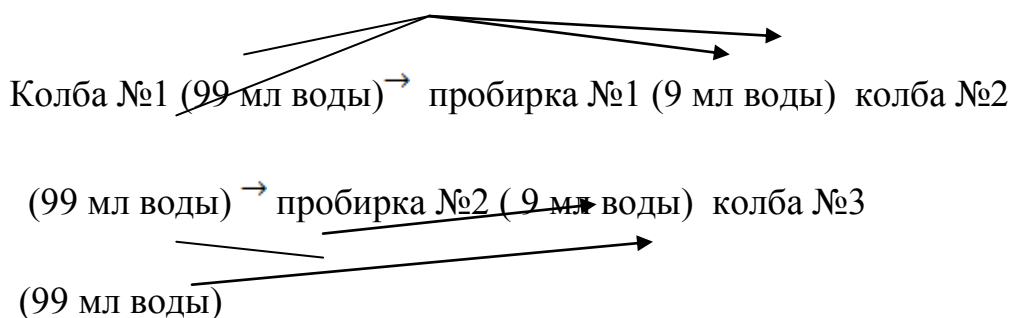 Колба №1 (99 мл воды)→ пробирка №1 (9 мл воды) колба №2
(99 мл воды) → пробирка №2 ( 9 мл воды) колба №3
(99 мл воды)